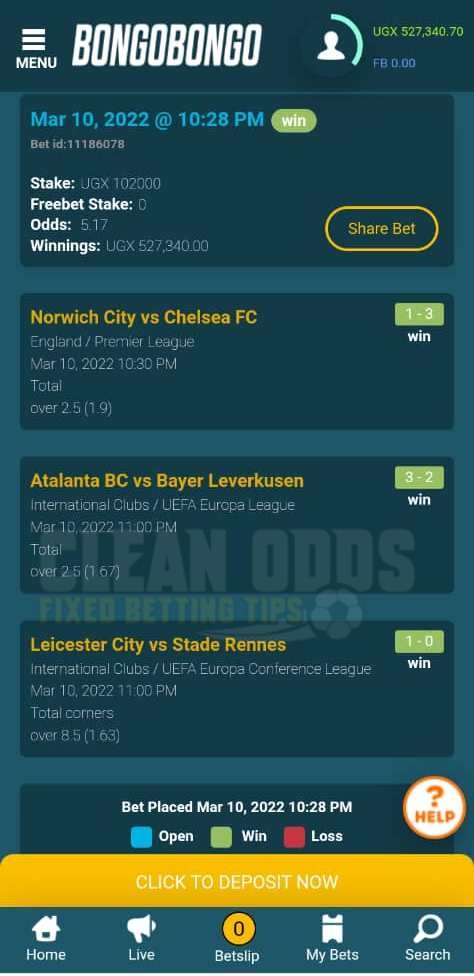 BONGOBONGO
UGX 527,340.70
MENU
FB 0.00
Mar 10, 2022 @ 10:28 PM win
Bet id:11186078
Stake: UGX 102000
Freebet Stake: 0
Odds: 5.17
Winnings: UGX 527,340.00
Share Bet
Norwich City vs Chelsea FC 1 - 3
England / Premier League win
Mar 10, 2022 10:30 PM
Total
over 2.5 (1.9)
Atalanta BC vs Bayer Leverkusen 3 - 2
International Clubs / UEFA Europa League win
Mar 10, 2022 11:00 PM
Total
over 2.5 (1.67)
CLEAN ODDS
FIXED BETTING TIPS
Leicester City vs Stade Rennes 1 - 0
International Clubs / UEFA Europa Conference League win
Mar 10, 2022 11:00 PM
Total corners
over 8.5 (1.63)
?
HELP
Bet Placed Mar 10, 2022 10:28 PM
Open Win Loss
CLICK TO DEPOSIT NOW
0
Home Live Betslip My Bets Search